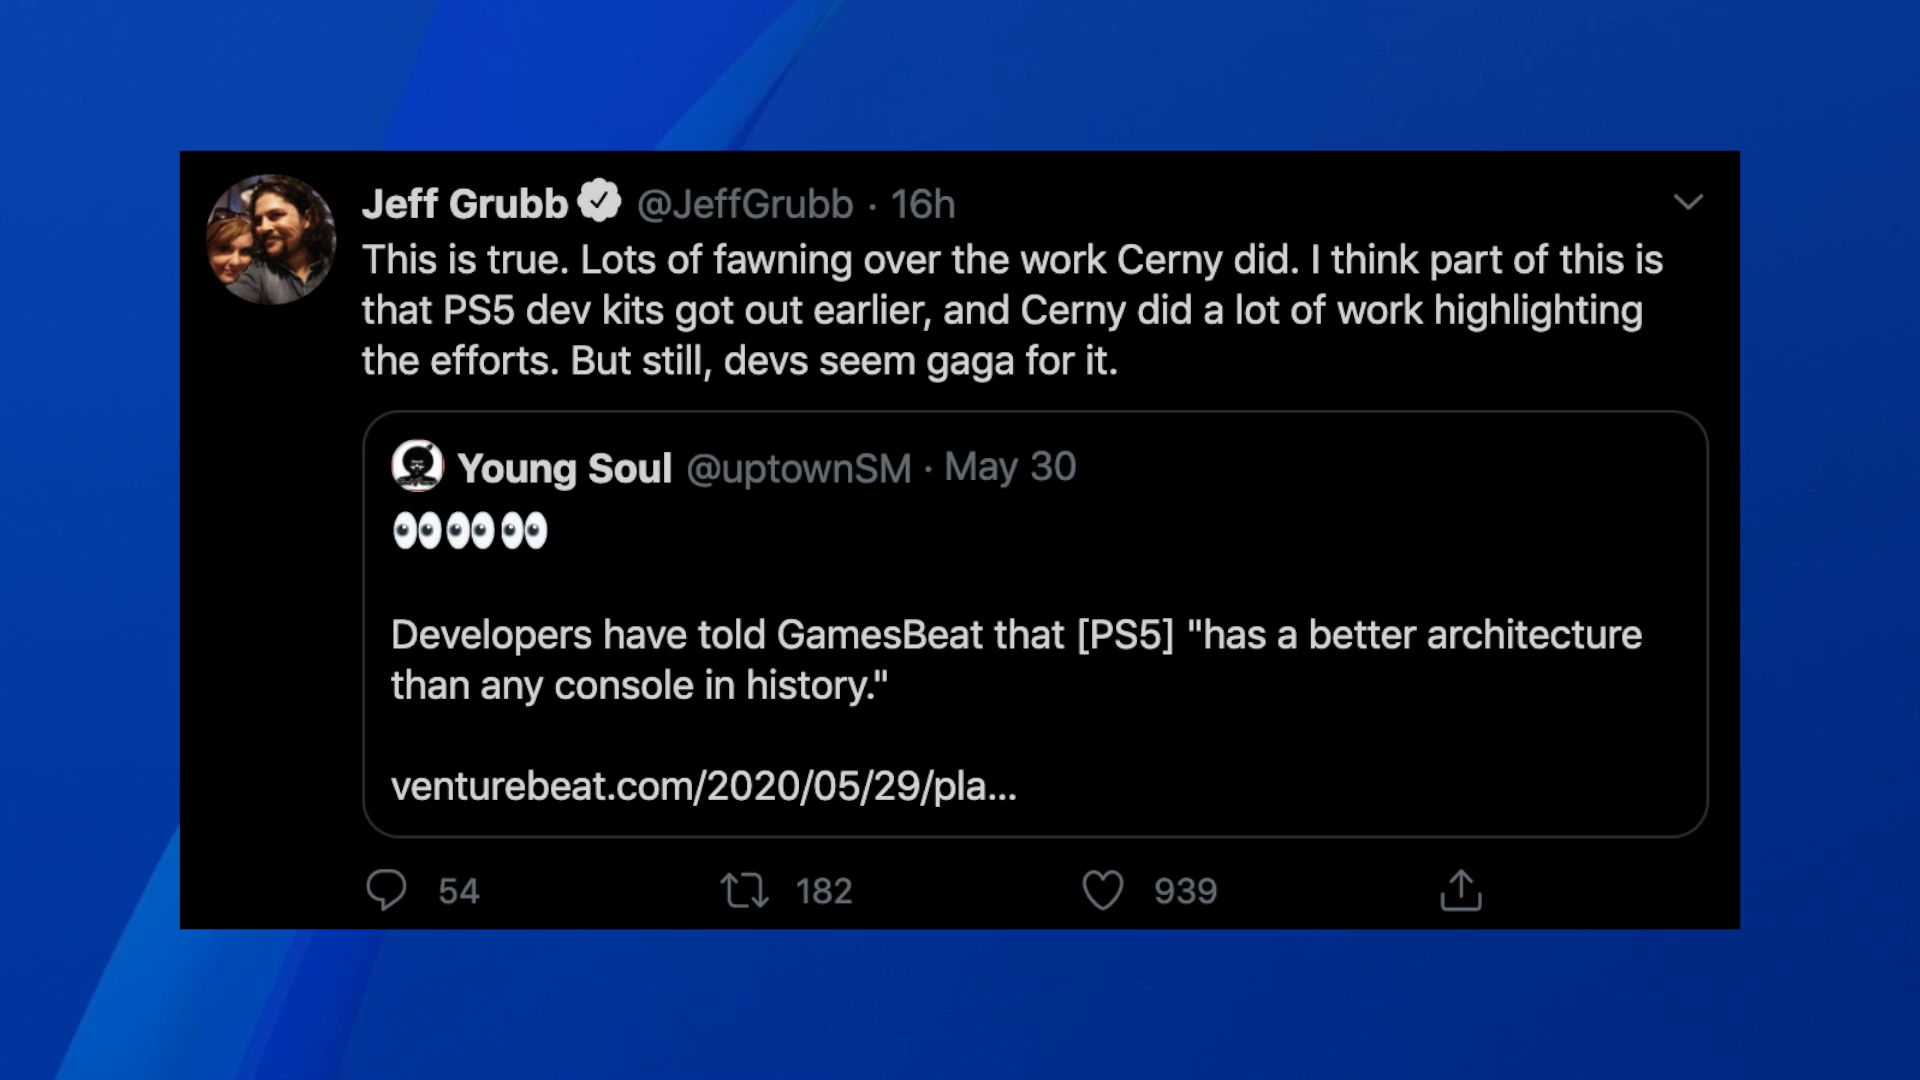 Jeff Grubb @JeffGrubb · 16h
This is true. Lots of fawning over the work Cerny did. I think part of this is
that PS5 dev kits got out earlier, and Cerny did a lot of work highlighting
the efforts. But still, devs seem gaga for it.
Young Soul @uptownSM · May 30
👀👀👀
Developers have told GamesBeat that [PS5] "has a better architecture
than any console in history."
venturebeat.com/2020/05/29/pla...
54 182 939